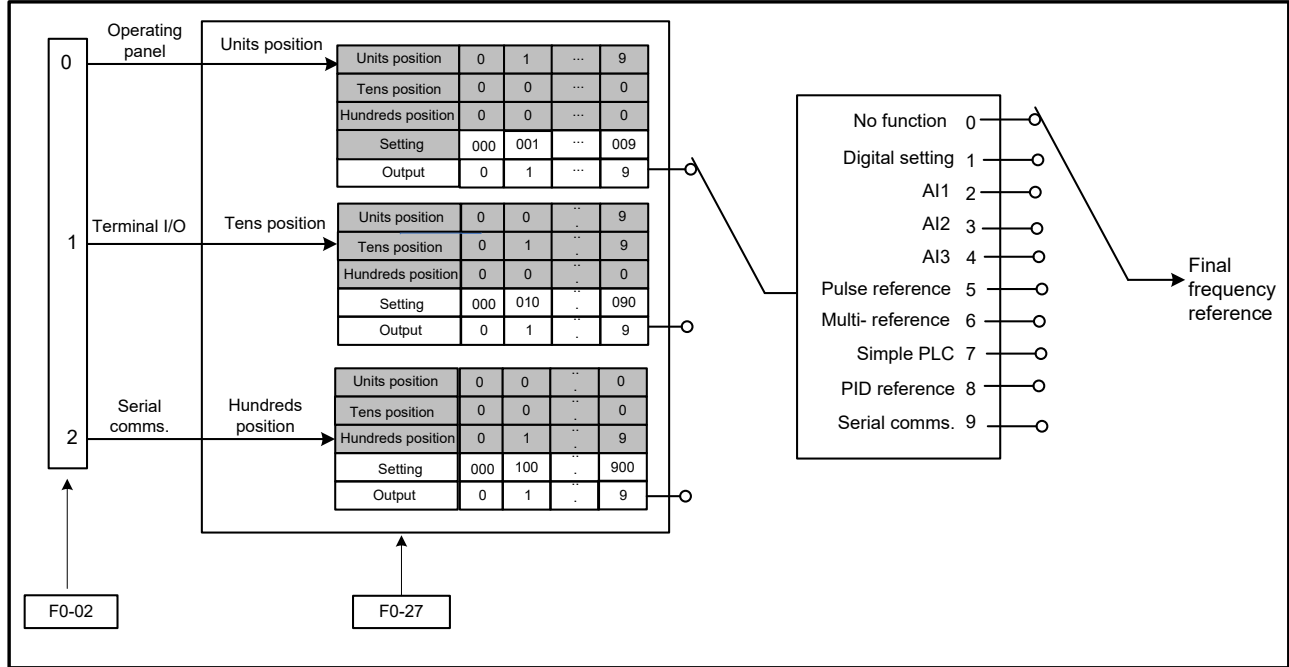 Operating
panel
Units position
0
Units position 0 1 ... 9
Tens position 0 0 ... 0
Hundreds position 0 0 ... 0
Setting 000 001 ... 009
Output 0 1 ... 9
Terminal I/O
Tens position
1
Units position 0 0 ... 9
Tens position 0 1 ... 9
Hundreds position 0 0 ... 0
Setting 000 010 ... 090
Output 0 1 ... 9
Serial
comms.
Hundreds
position
2
Units position 0 0 ... 0
Tens position 0 0 ... 0
Hundreds position 0 1 ... 9
Setting 000 100 ... 900
Output 0 1 ... 9
F0-02
F0-27
No function 0
Digital setting 1
AI1 2
AI2 3
AI3 4
Pulse reference 5
Multi- reference 6
Simple PLC 7
PID reference 8
Serial comms. 9
Final
frequency
reference